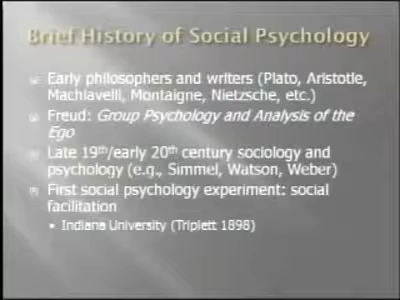 Brief History of Social Psychology
Early philosophers and writers (Plato, Aristotle,
Machiavelli, Montaigne, Nietzsche, etc.)
Freud: Group Psychology and Analysis of the
Ego
Late 19th/early 20th century sociology and
psychology (e.g., Simmel, Watson, Weber)
First social psychology experiment: social
facilitation
• Indiana University (Triplett 1898)